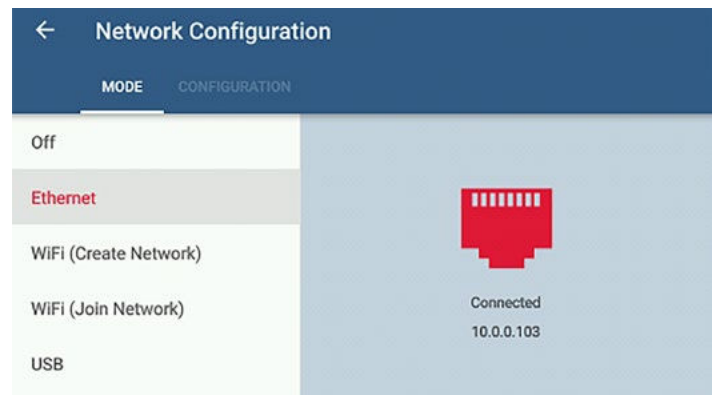 Network Configuration
MODE CONFIGURATION
Off
Ethernet
WiFi (Create Network)
WiFi (Join Network)
USB
Connected
10.0.0.103